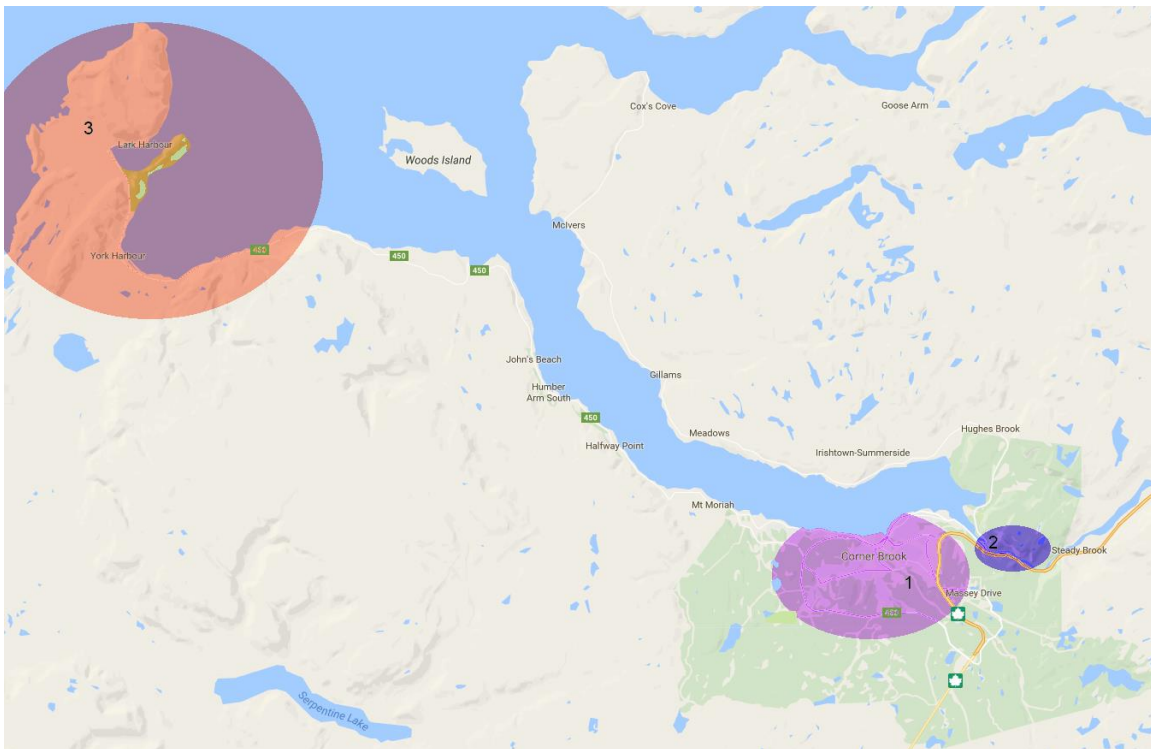 Cox's Cove
Goose Arm
3
Lark Harbour
Woods Island
McIvers
York Harbour
450
450
450
John's Beach
Gillams
Humber
Arm South
450
Meadows
Hughes Brook
Halfway Point
Irishtown-Summerside
Mt Moriah
2
Steady Brook
Corner Brook
1
Massey Drive
450
Serpentine Lake